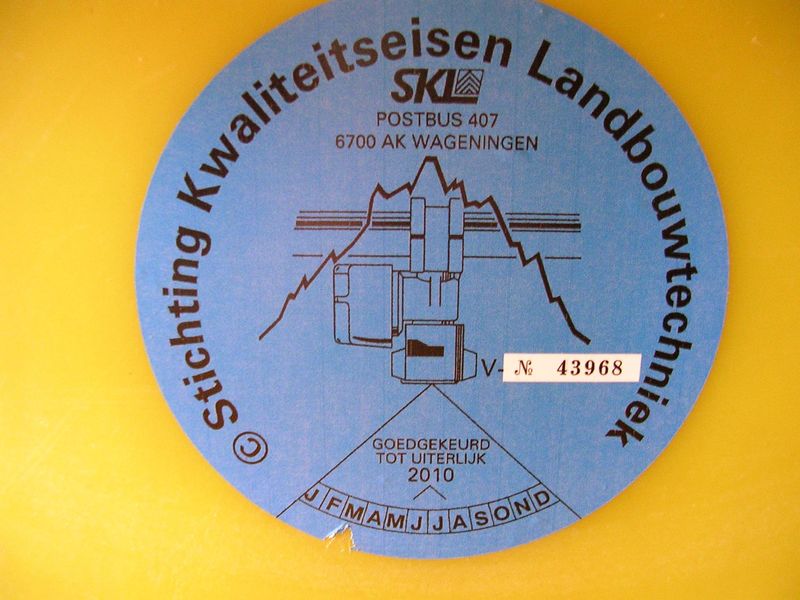 © Stichting Kwaliteitseisen Landbouwtechniek
SKL
POSTBUS 407
6700 AK WAGENINGEN
V- № 43968
GOEDGEKEURD
TOT UITERLIJK
2010
J F M A M J J A S O N D